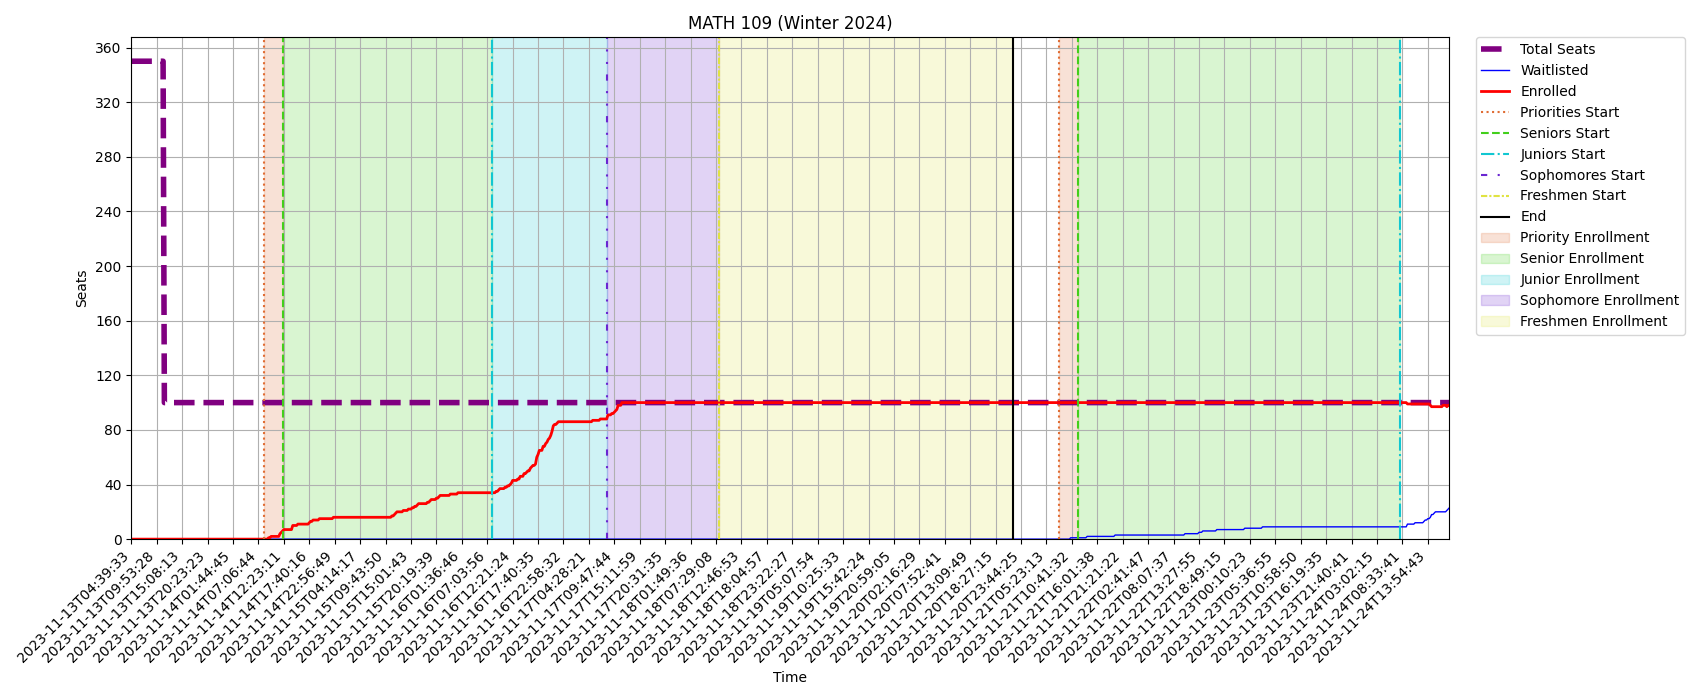 MATH 109 (Winter 2024)
360
320
280
240
200
160
120
80
40
0
Seats
2023-11-13T04:39:33
2023-11-13T09:53:28
2023-11-13T15:08:13
2023-11-13T20:23:23
2023-11-14T01:44:45
2023-11-14T07:06:44
2023-11-14T12:23:11
2023-11-14T17:40:16
2023-11-14T22:56:49
2023-11-15T04:14:17
2023-11-15T09:43:50
2023-11-15T15:01:43
2023-11-15T20:19:39
2023-11-16T01:36:46
2023-11-16T07:03:56
2023-11-16T12:21:24
2023-11-16T17:40:35
2023-11-16T22:58:32
2023-11-17T04:28:21
2023-11-17T09:47:44
2023-11-17T15:11:59
2023-11-17T20:31:35
2023-11-18T01:49:36
2023-11-18T07:29:08
2023-11-18T12:46:53
2023-11-18T18:04:57
2023-11-18T23:22:27
2023-11-19T05:07:54
2023-11-19T10:25:33
2023-11-19T15:42:24
2023-11-19T20:59:05
2023-11-20T02:16:29
2023-11-20T07:52:41
2023-11-20T13:09:49
2023-11-20T18:27:15
2023-11-20T23:44:25
2023-11-21T05:23:13
2023-11-21T10:41:32
2023-11-21T16:01:38
2023-11-21T21:21:22
2023-11-22T02:41:47
2023-11-22T08:07:37
2023-11-22T13:27:55
2023-11-22T18:49:15
2023-11-23T00:10:23
2023-11-23T05:36:55
2023-11-23T10:58:50
2023-11-23T16:19:35
2023-11-23T21:40:41
2023-11-24T03:02:15
2023-11-24T08:33:41
2023-11-24T13:54:43
Time
Total Seats
Waitlisted
Enrolled
Priorities Start
Seniors Start
Juniors Start
Sophomores Start
Freshmen Start
End
Priority Enrollment
Senior Enrollment
Junior Enrollment
Sophomore Enrollment
Freshmen Enrollment